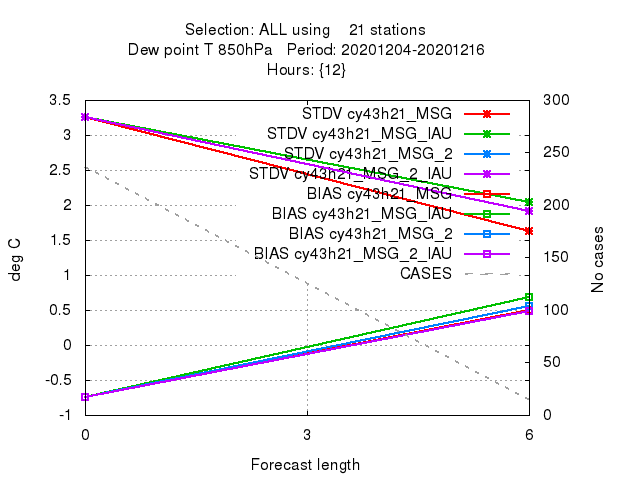 Selection: ALL using    21 stations
Dew point T 850hPa   Period: 20201204-20201216
Hours: {12}
3.5
3
2.5
2
1.5
1
0.5
0
-0.5
-1
deg C
STDV cy43h21_MSG
STDV cy43h21_MSG_IAU
STDV cy43h21_MSG_2
STDV cy43h21_MSG_2_IAU
BIAS cy43h21_MSG
BIAS cy43h21_MSG_IAU
BIAS cy43h21_MSG_2
BIAS cy43h21_MSG_2_IAU
CASES
300
250
200
150
100
50
0
No cases
0 3 6
Forecast length